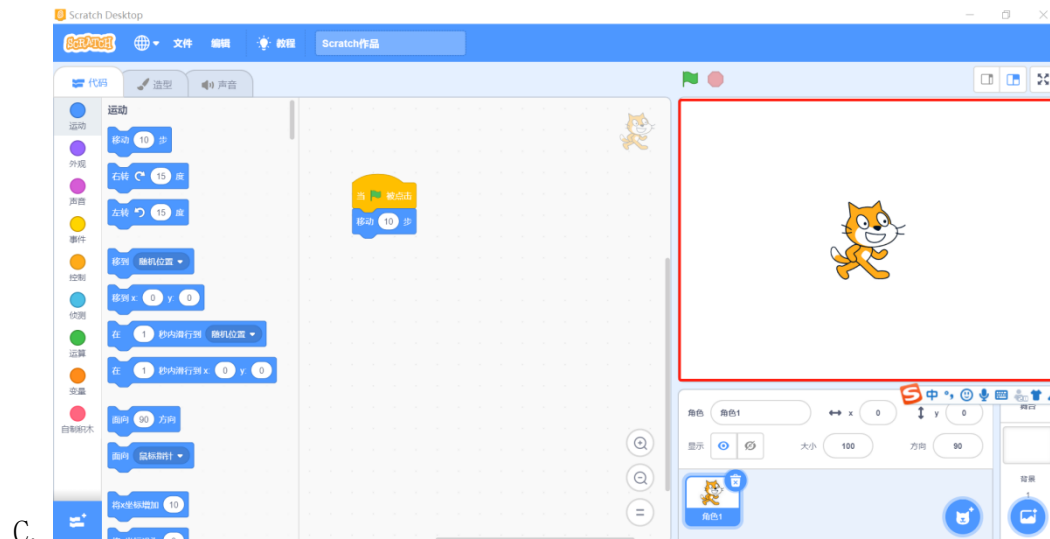 Scratch Desktop
SCRATCH 文件 编辑 教程 Scratch作品
代码 造型 声音
运动 运动
移动 10 步
外观
右转 15 度
声音
左转 15 度
事件
移到 随机位置
控制
移到 x: 0 y: 0
侦测
在 1 秒内滑行到 随机位置
运算
在 1 秒内滑行到 x: 0 y: 0
变量
面向 90 方向
自制积木
面向 鼠标指针
将x坐标增加 10
当 被点击
移动 10 步
S 中
角色 角色1 x 0 y 0
显示 大小 100 方向 90
角色1
舞台
背景
1
C.